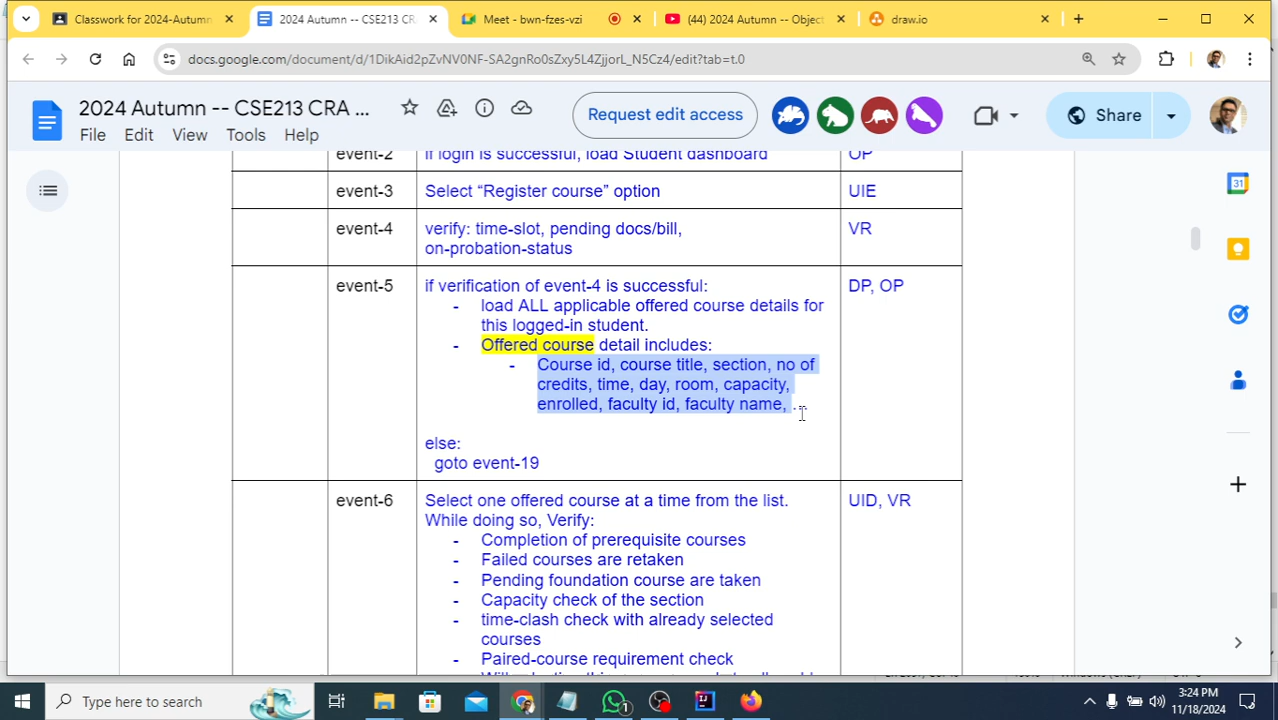 Classwork for 2024-Autumn
2024 Autumn -- CSE213 CR
Meet - bwn-fzes-vzi
(44) 2024 Autumn -- Object
draw.io
docs.google.com/document/d/1DikAid2pZvNV0NF-SA2gnRo0sZxy5L4ZjjorL_N5Cz4/edit?tab=t.0
2024 Autumn -- CSE213 CRA ...
Request edit access
Share
File Edit View Tools Help
event-2 if login is successful, load Student dashboard OP
event-3 Select “Register course” option UIE
event-4 verify: time-slot, pending docs/bill, VR
on-probation-status
event-5 if verification of event-4 is successful: DP, OP
- load ALL applicable offered course details for
this logged-in student.
- Offered course detail includes:
- Course id, course title, section, no of
credits, time, day, room, capacity,
enrolled, faculty id, faculty name, ..
else:
goto event-19
event-6 Select one offered course at a time from the list. UID, VR
While doing so, Verify:
- Completion of prerequisite courses
- Failed courses are retaken
- Pending foundation course are taken
- Capacity check of the section
- time-clash check with already selected
courses
- Paired-course requirement check
31
Type here to search
1
3:24 PM
11/18/2024